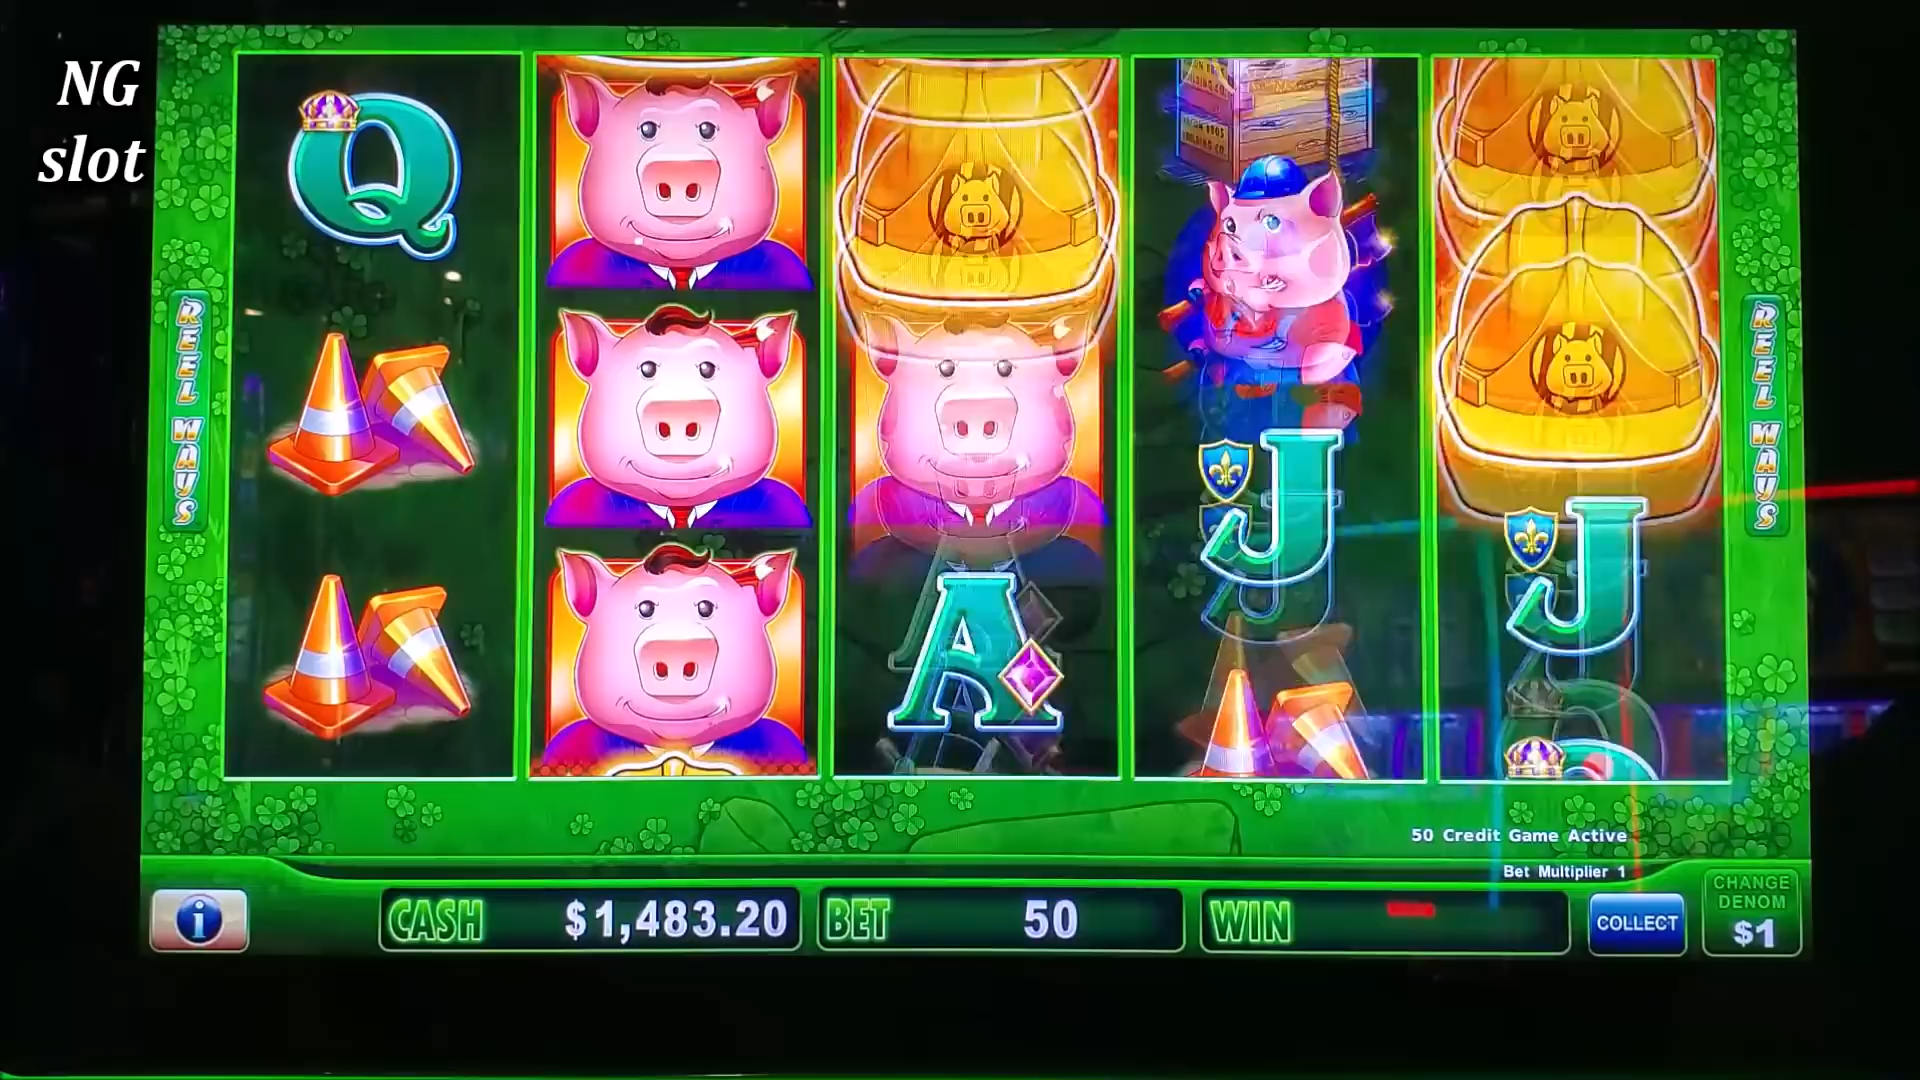 NG
slot
Q
REEL WAYS
REEL WAYS
J
J
A
50 Credit Game Active
Bet Multiplier 1
CASH $1,483.20
BET 50
WIN
COLLECT
CHANGE
DENOM
$1